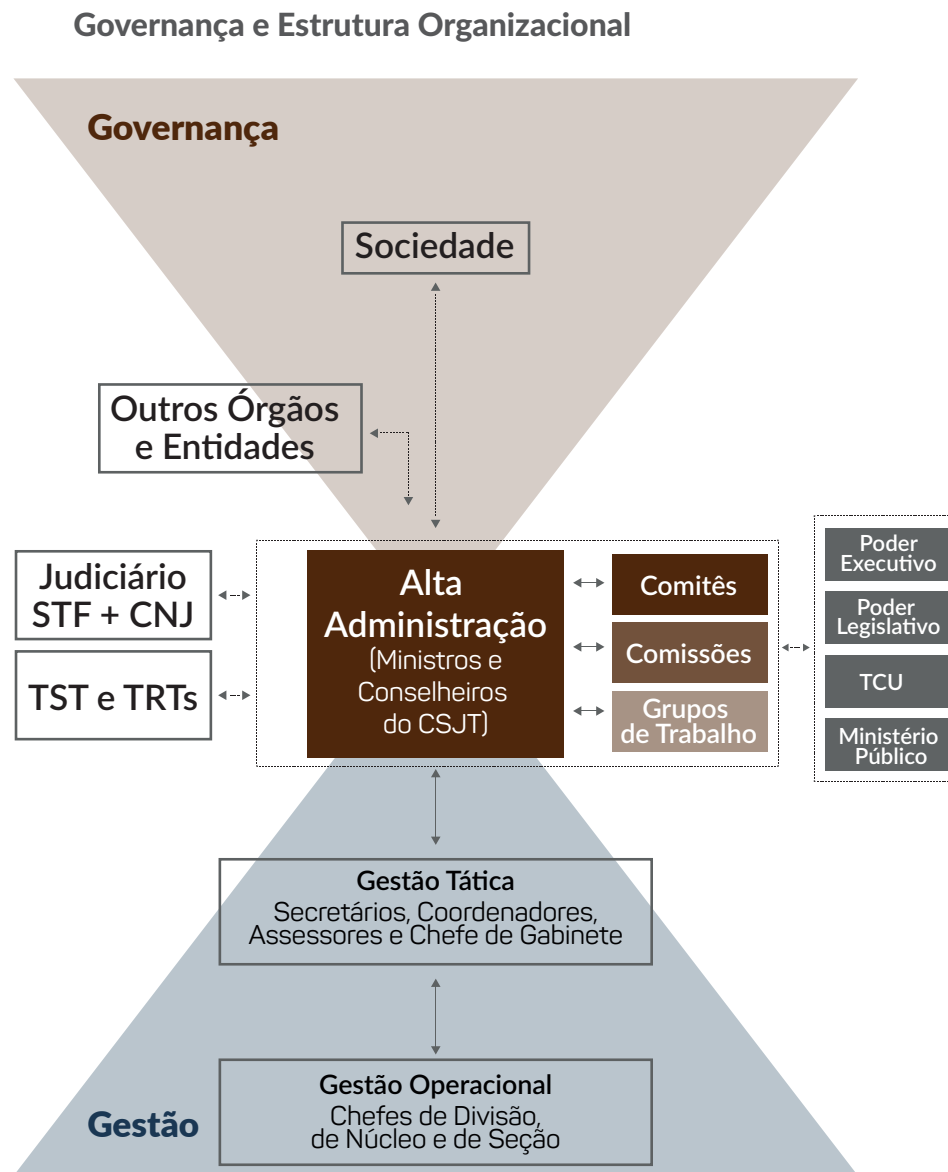 Governança e Estrutura Organizacional
Governança
Sociedade
Outros Órgãos
e Entidades
Judiciário
STF + CNJ
TST e TRTs
Alta
Administração
(Ministros e
Conselheiros
do CSJT)
Comitês
Comissões
Grupos
de Trabalho
Poder
Executivo
Poder
Legislativo
TCU
Ministério
Público
Gestão Tática
Secretários, Coordenadores,
Assessores e Chefe de Gabinete
Gestão Operacional
Chefes de Divisão,
de Núcleo e de Seção
Gestão